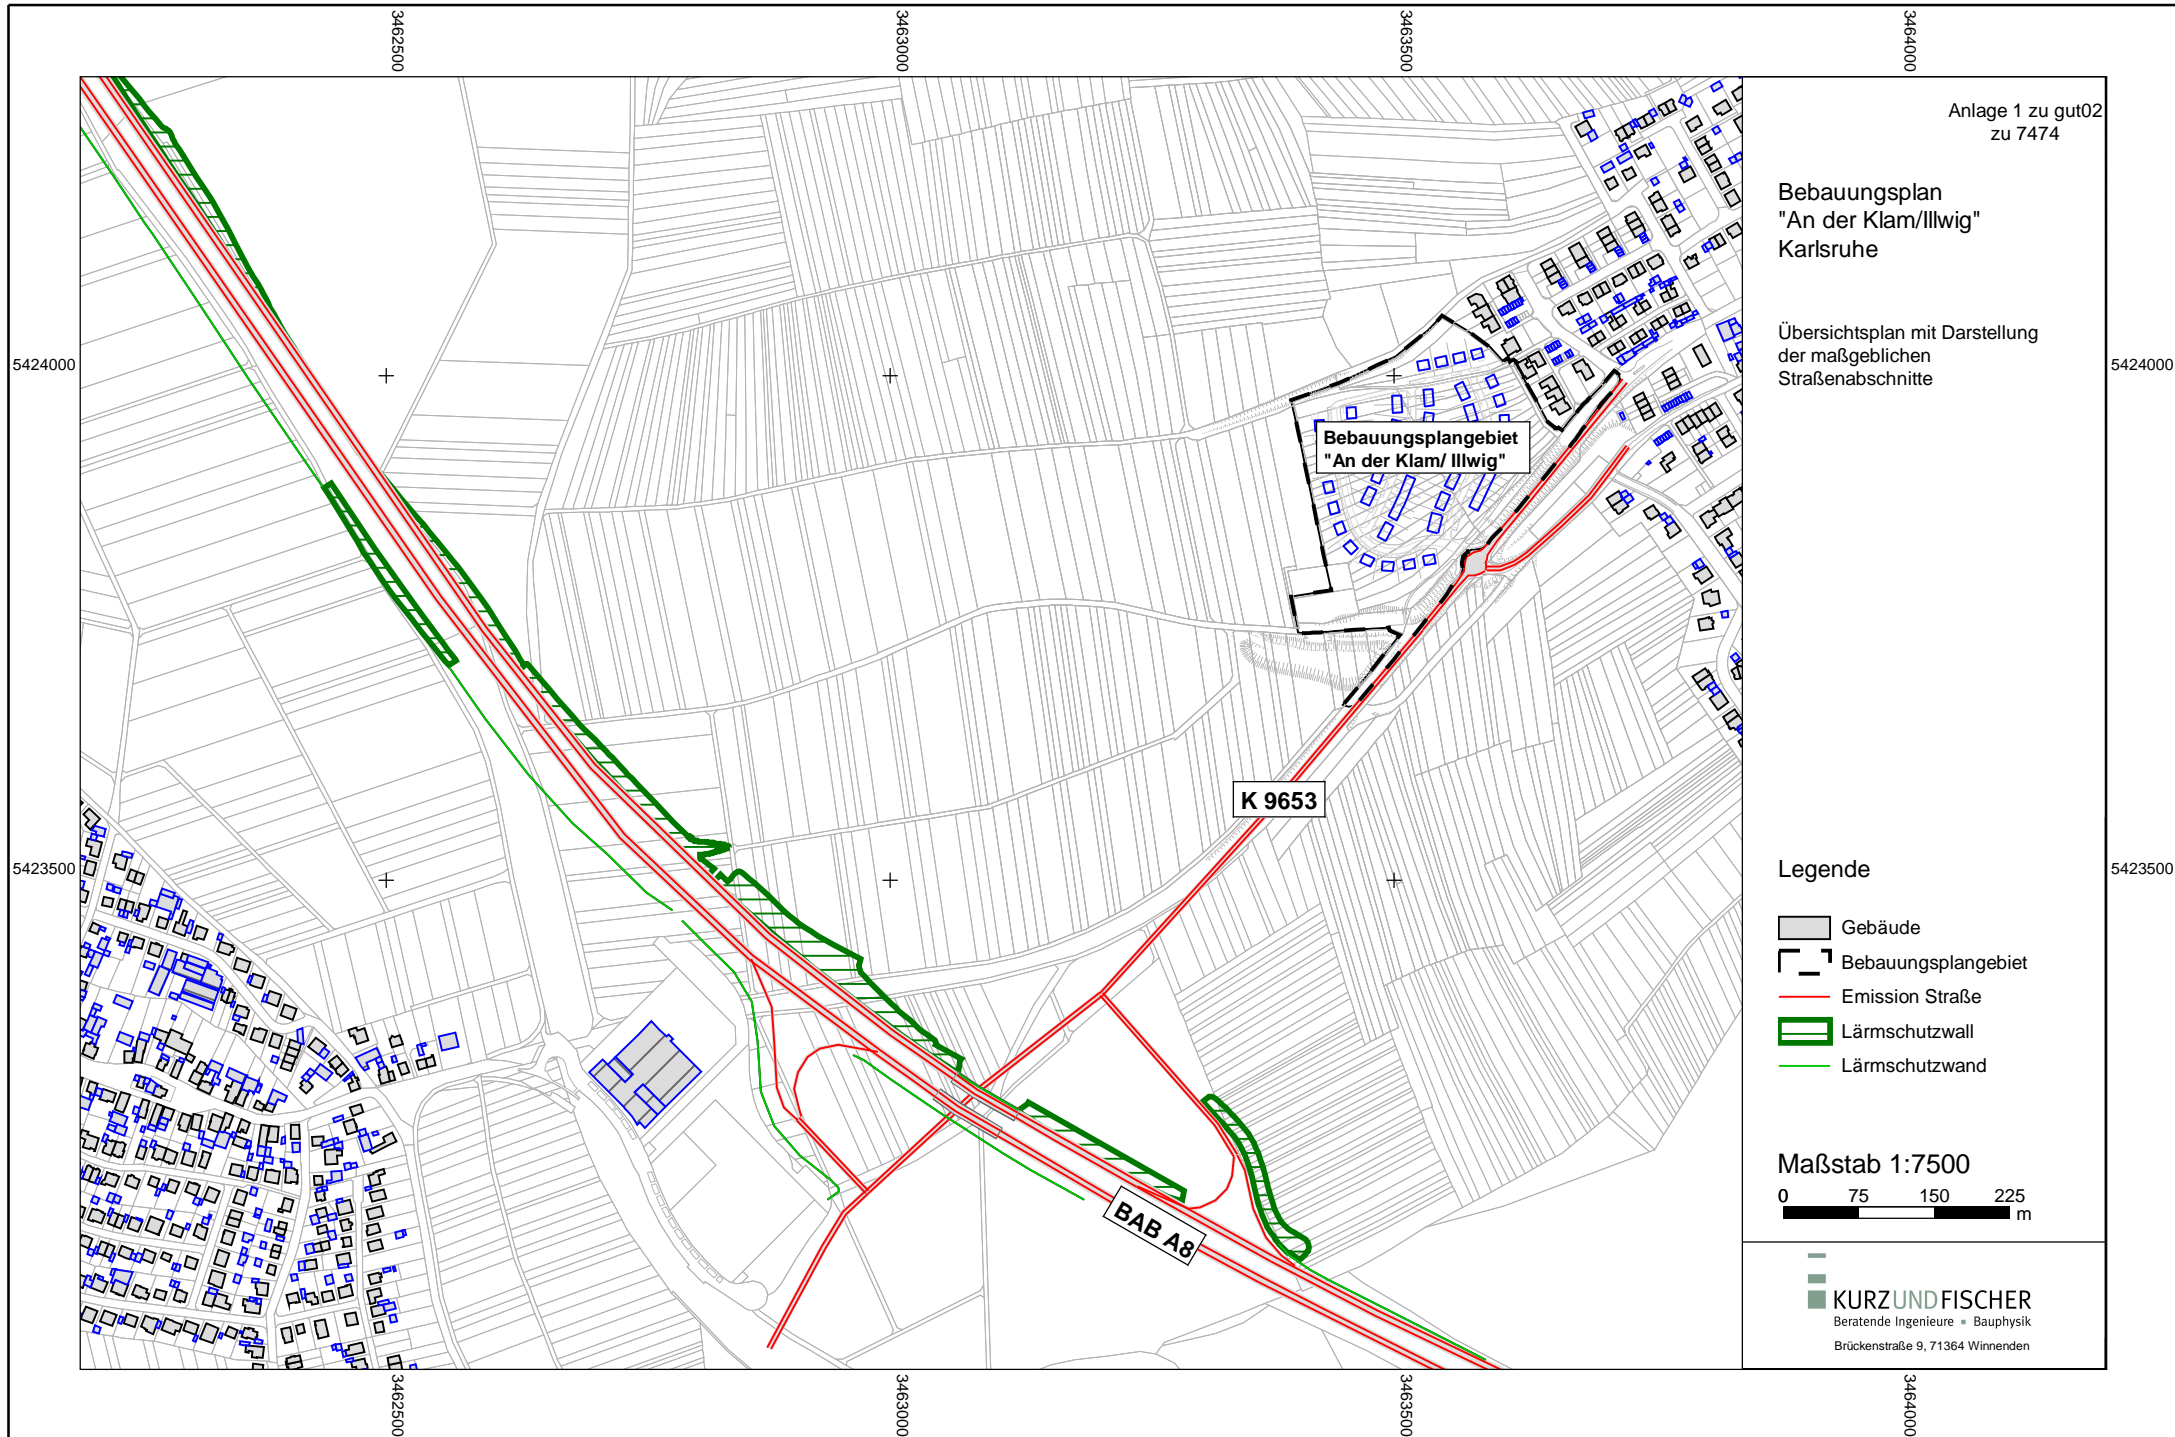 3462500
3463000
3463500
3464000
Anlage 1 zu gut02
zu 7474
Bebauungsplan
"An der Klam/Illwig"
Karlsruhe
Übersichtsplan mit Darstellung
der maßgeblichen
Straßenabschnitte
5424000
5424000
Bebauungsplangebiet
"An der Klam/ Illwig"
K 9653
5423500
5423500
Legende
Gebäude
Bebauungsplangebiet
Emission Straße
Lärmschutzwall
Lärmschutzwand
BAB A8
Maßstab 1:7500
0 75 150 225
m
KURZUNDFISCHER
Beratende Ingenieure ▪ Bauphysik
Brückenstraße 9, 71364 Winnenden
3462500
3463000
3463500
3464000